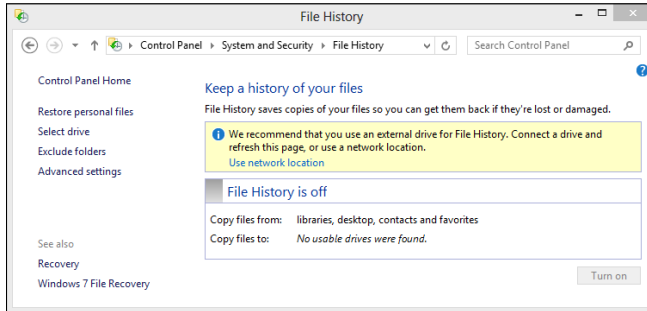 File History
Control Panel ▸ System and Security ▸ File History
Search Control Panel
Control Panel Home
Restore personal files
Select drive
Exclude folders
Advanced settings
See also
Recovery
Windows 7 File Recovery
Keep a history of your files
File History saves copies of your files so you can get them back if they're lost or damaged.
We recommend that you use an external drive for File History. Connect a drive and
refresh this page, or use a network location.
Use network location
File History is off
Copy files from: libraries, desktop, contacts and favorites
Copy files to: No usable drives were found.
Turn on